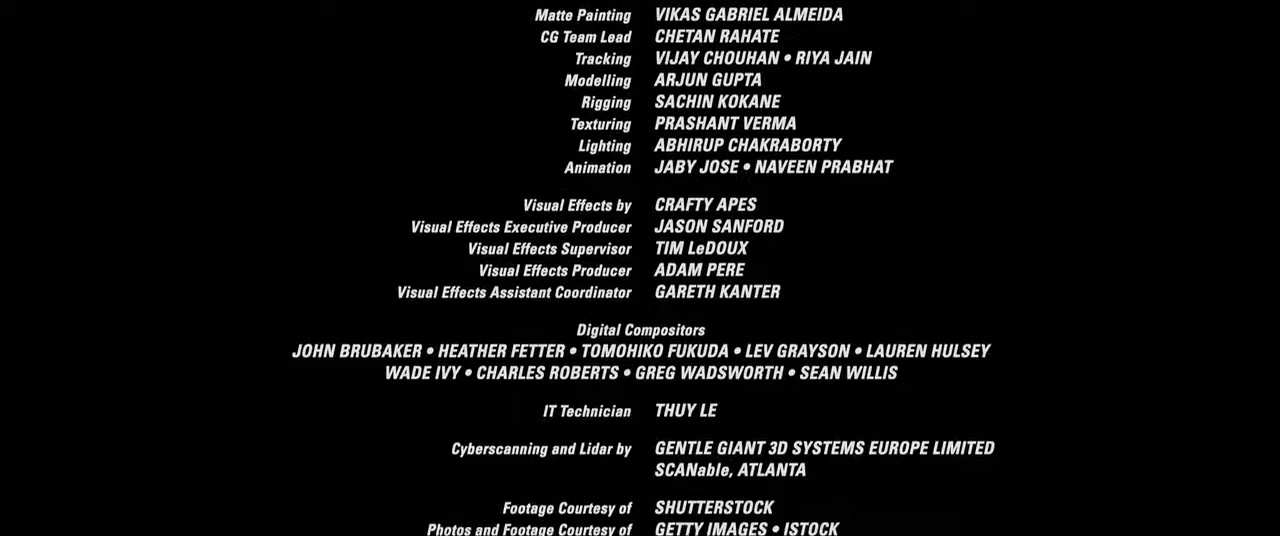 Matte Painting VIKAS GABRIEL ALMEIDA
CG Team Lead CHETAN RAHATE
Tracking VIJAY CHOUHAN • RIYA JAIN
Modelling ARJUN GUPTA
Rigging SACHIN KOKANE
Texturing PRASHANT VERMA
Lighting ABHIRUP CHAKRABORTY
Animation JABY JOSE • NAVEEN PRABHAT
Visual Effects by CRAFTY APES
Visual Effects Executive Producer JASON SANFORD
Visual Effects Supervisor TIM LeDOUX
Visual Effects Producer ADAM PERE
Visual Effects Assistant Coordinator GARETH KANTER
Digital Compositors
JOHN BRUBAKER • HEATHER FETTER • TOMOHIKO FUKUDA • LEV GRAYSON • LAUREN HULSEY
WADE IVY • CHARLES ROBERTS • GREG WADSWORTH • SEAN WILLIS
IT Technician THUY LE
Cyberscanning and Lidar by GENTLE GIANT 3D SYSTEMS EUROPE LIMITED
SCANable, ATLANTA
Footage Courtesy of SHUTTERSTOCK
Photos and Footage Courtesy of GETTY IMAGES • ISTOCK